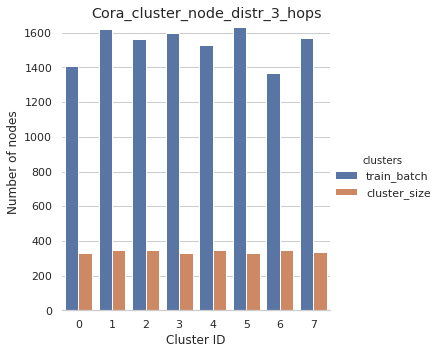 Cora_cluster_node_distr_3_hops
1600
1400
1200
1000
800
600
400
200
0
Number of nodes
0 1 2 3 4 5 6 7
Cluster ID
clusters
train_batch
cluster_size